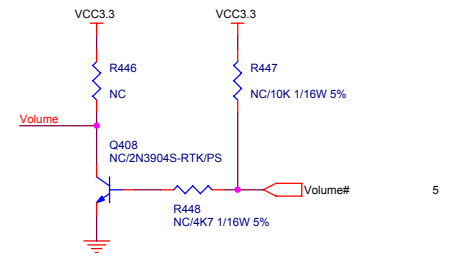 VCC3.3
VCC3.3
R446
R447
NC
NC/10K 1/16W 5%
Volume
Q408
NC/2N3904S-RTK/PS
Volume#
5
R448
NC/4K7 1/16W 5%